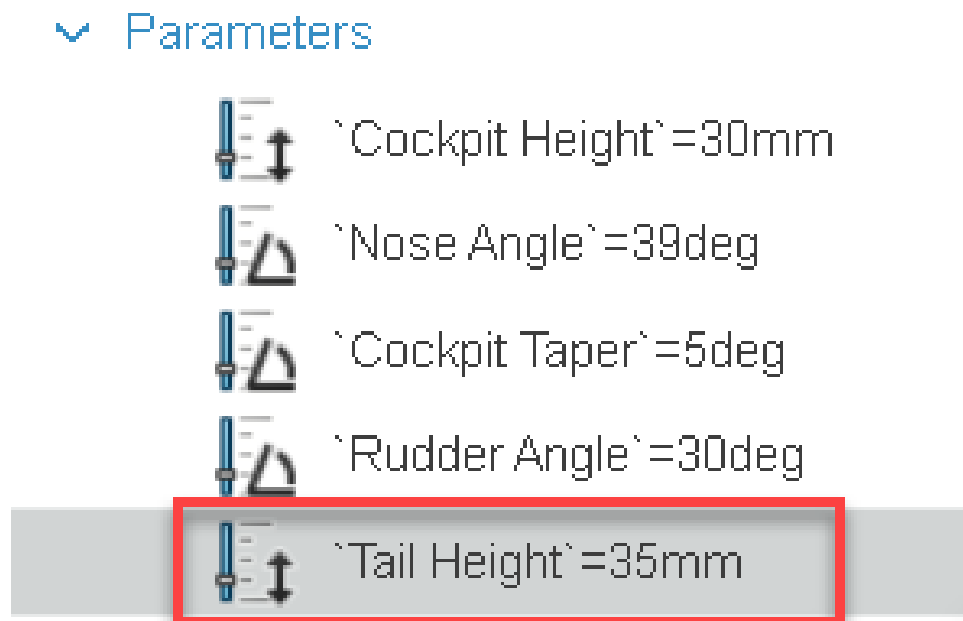 Parameters
`Cockpit Height`=30mm
`Nose Angle`=39deg
`Cockpit Taper`=5deg
`Rudder Angle`=30deg
`Tail Height`=35mm